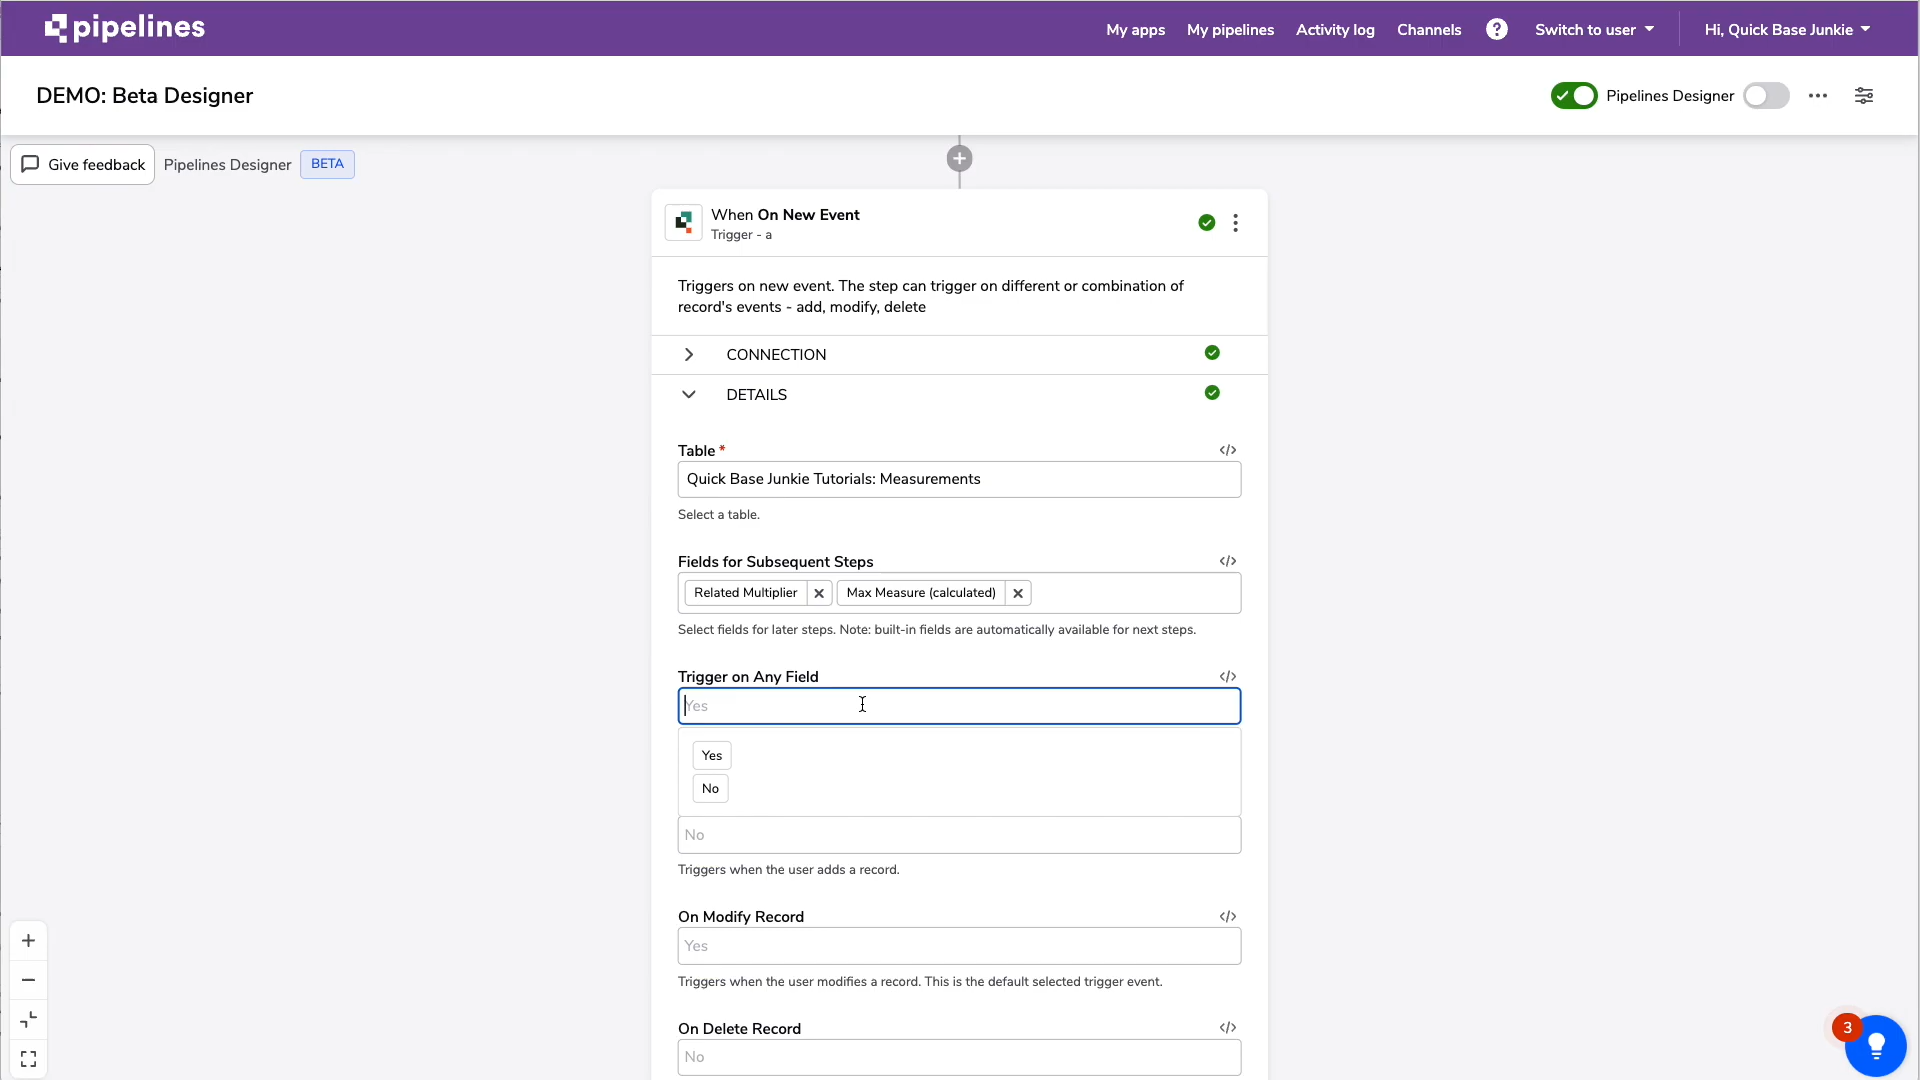 pipelines
My apps My pipelines Activity log Channels ? Switch to user Hi, Quick Base Junkie
DEMO: Beta Designer
Pipelines Designer
Give feedback Pipelines Designer BETA
When On New Event
Trigger - a
Triggers on new event. The step can trigger on different or combination of
record's events - add, modify, delete
CONNECTION
DETAILS
Table * </>
Quick Base Junkie Tutorials: Measurements
Select a table.
Fields for Subsequent Steps </>
Related Multiplier Max Measure (calculated)
Select fields for later steps. Note: built-in fields are automatically available for next steps.
Trigger on Any Field </>
Yes
Yes
No
No
Triggers when the user adds a record.
On Modify Record </>
Yes
Triggers when the user modifies a record. This is the default selected trigger event.
On Delete Record </>
No
3